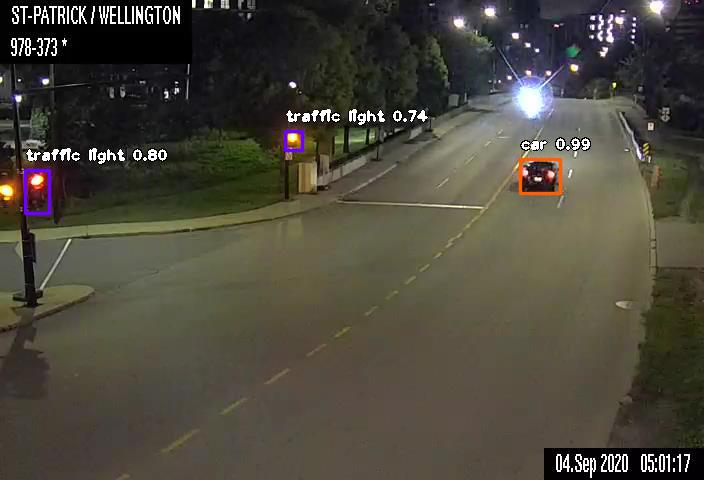 ST-PATRICK / WELLINGTON
978-373 *
traffic light 0.74
car 0.99
traffic light 0.80
04.Sep 2020 05:01:17